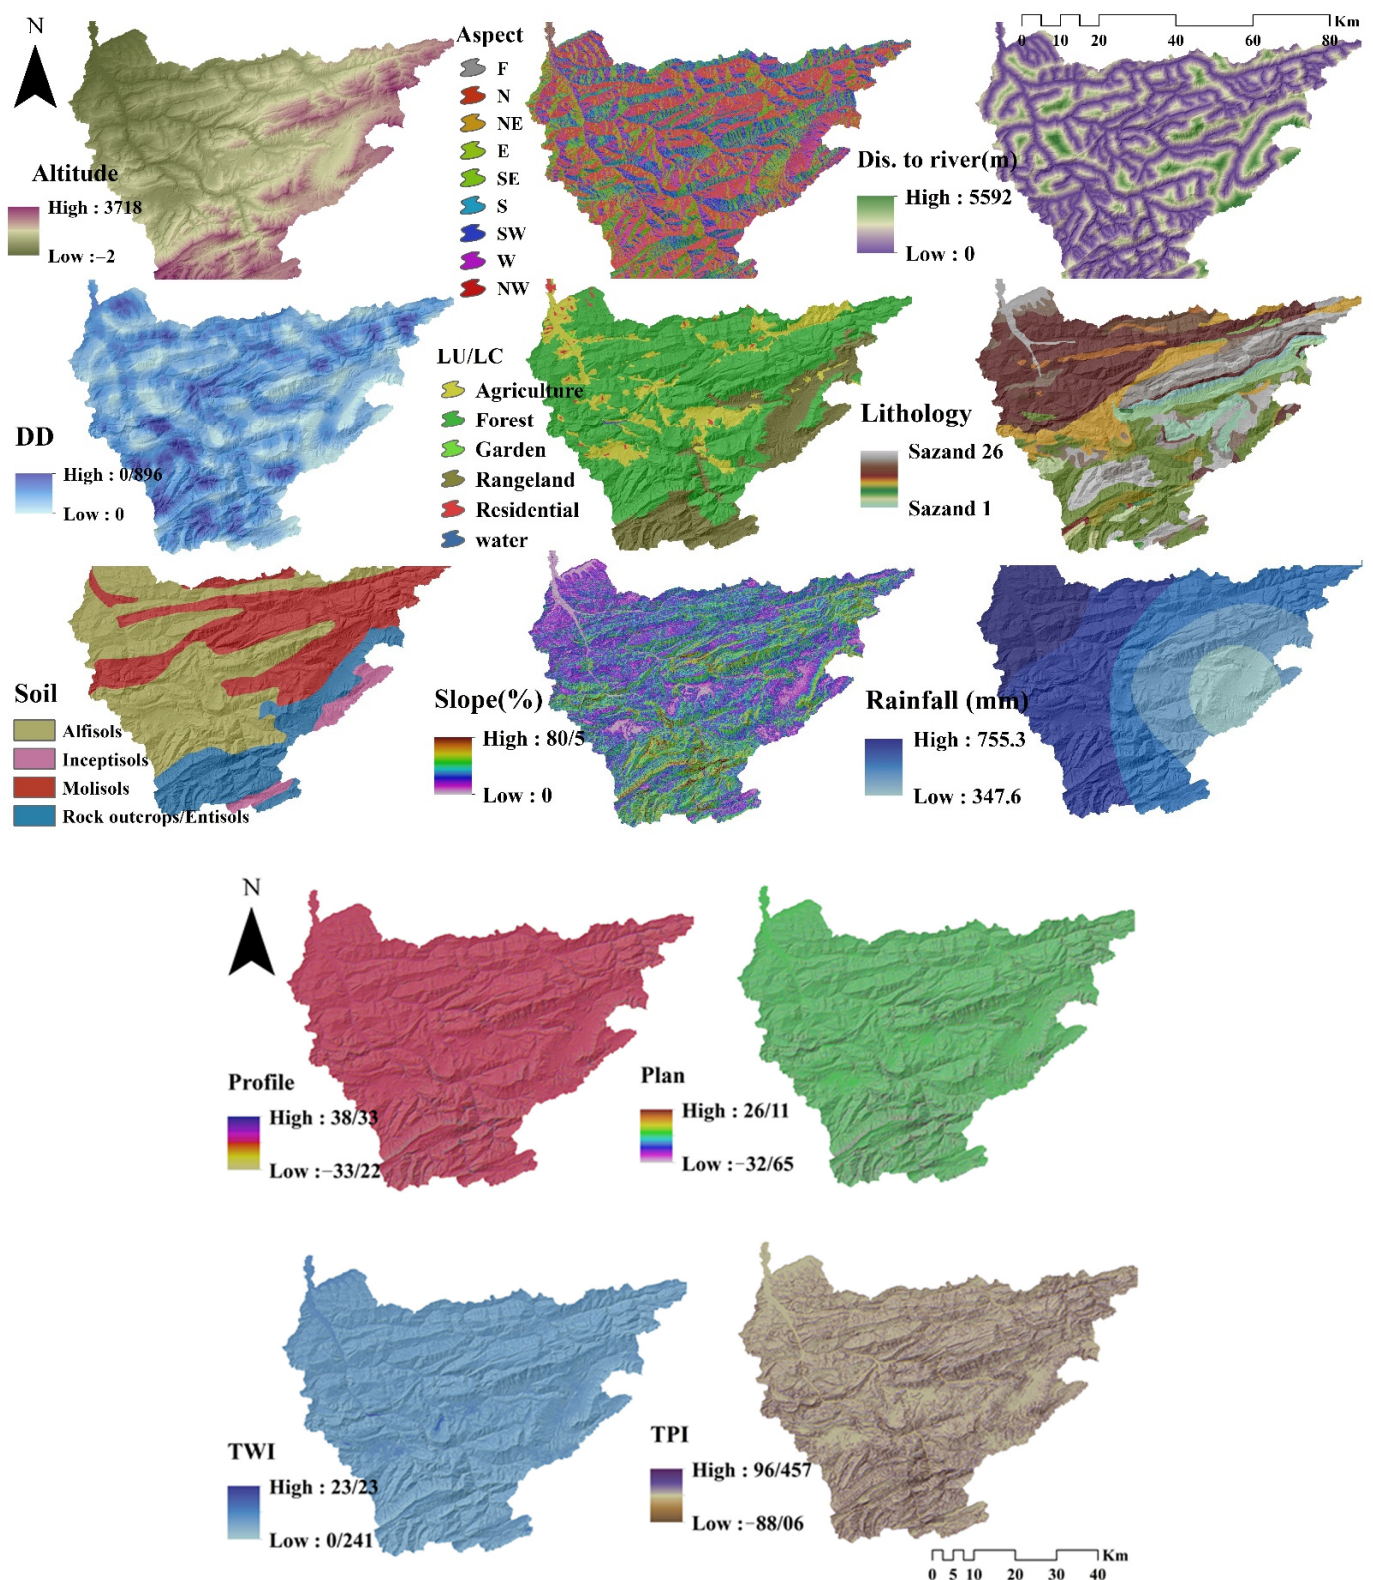 N
Altitude
High : 3718
Low :−2
Aspect
F
N
NE
E
SE
S
SW
W
NW
Km
0 10 20 40 60 80
Dis. to river(m)
High : 5592
Low : 0
DD
High : 0/896
Low : 0
LU/LC
Agriculture
Forest
Garden
Rangeland
Residential
water
Lithology
Sazand 26
Sazand 1
Soil
Alfisols
Inceptisols
Molisols
Rock outcrops/Entisols
Slope(%)
High : 80/5
Low : 0
Rainfall (mm)
High : 755.3
Low : 347.6
N
Profile
High : 38/33
Low :−33/22
Plan
High : 26/11
Low :−32/65
TWI
High : 23/23
Low : 0/241
TPI
High : 96/457
Low :−88/06
Km
0 5 10 20 30 40